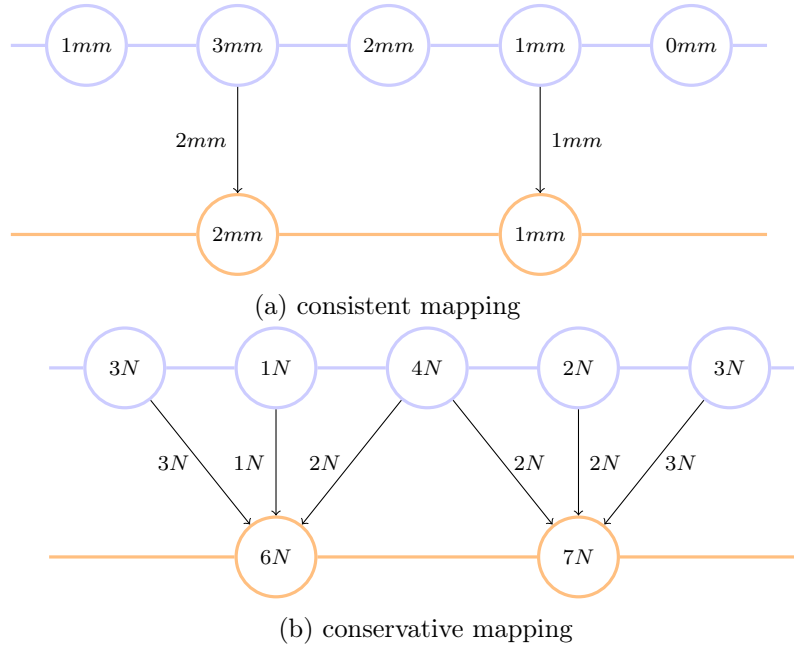 1mm 3mm 2mm 1mm 0mm
2mm 1mm
2mm 1mm
(a) consistent mapping
3N 1N 4N 2N 3N
3N 1N 2N 2N 2N 3N
6N 7N
(b) conservative mapping